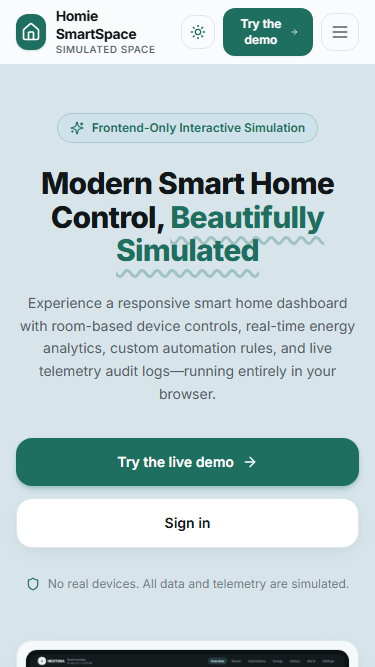 Homie
SmartSpace
SIMULATED SPACE
Try the
demo
Frontend-Only Interactive Simulation
Modern Smart Home
Control, Beautifully
Simulated
Experience a responsive smart home dashboard
with room-based device controls, real-time energy
analytics, custom automation rules, and live
telemetry audit logs—running entirely in your
browser.
Try the live demo
Sign in
No real devices. All data and telemetry are simulated.